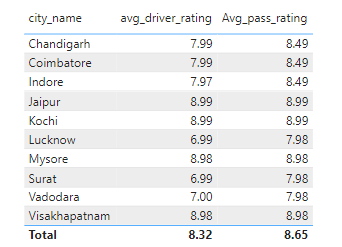 city_name avg_driver_rating Avg_pass_rating
Chandigarh 7.99 8.49
Coimbatore 7.99 8.49
Indore 7.97 8.49
Jaipur 8.99 8.99
Kochi 8.99 8.99
Lucknow 6.99 7.98
Mysore 8.98 8.98
Surat 6.99 7.98
Vadodara 7.00 7.98
Visakhapatnam 8.98 8.98
Total 8.32 8.65